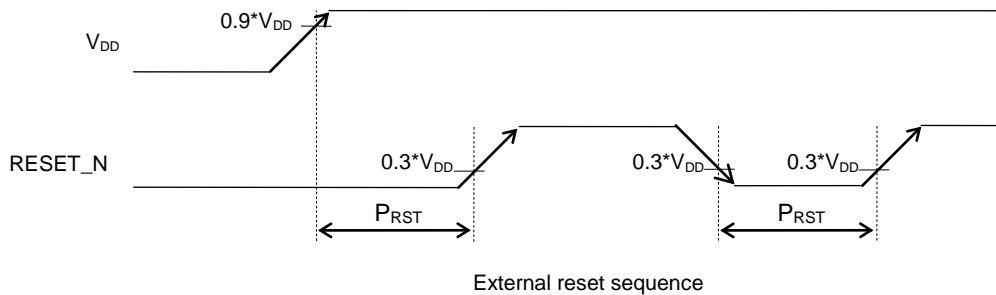 0.9*VDD
VDD
RESET_N
0.3*VDD 0.3*VDD 0.3*VDD
PRST PRST
External reset sequence